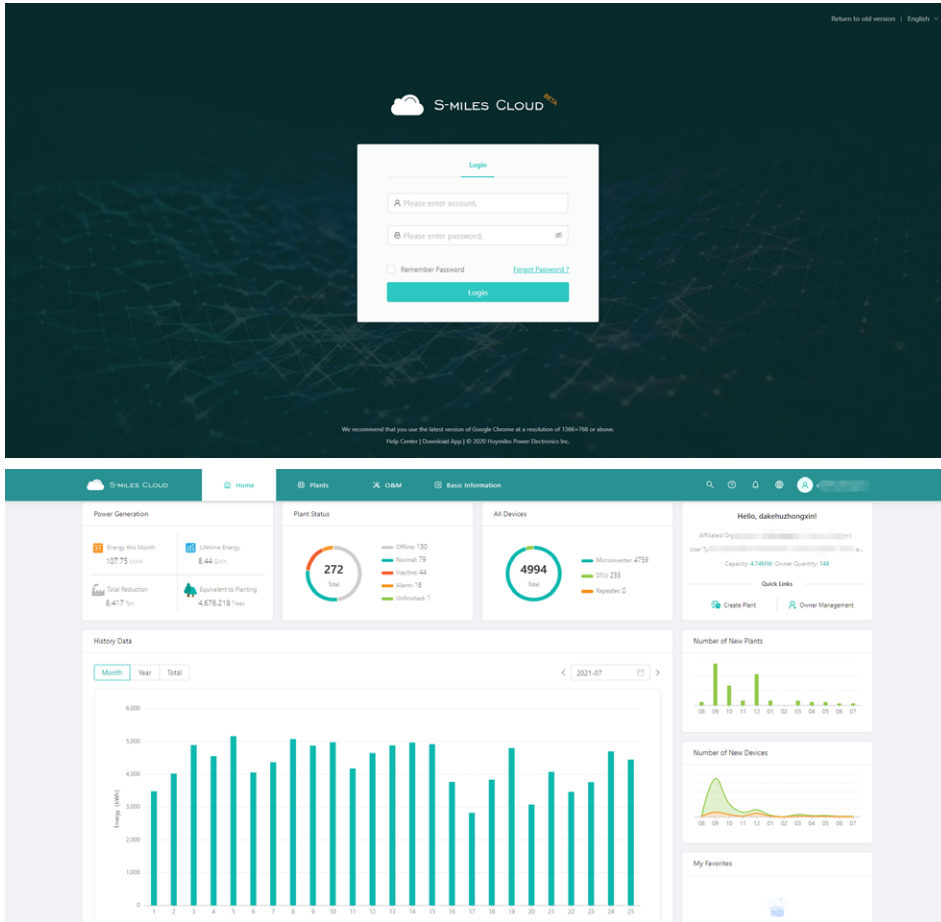 Return to old version | English
S-MILES CLOUD BETA
Login
Please enter account.
Please enter password.
Remember Password Forgot Password ?
Login
We recommend that you use the latest version of Google Chrome at a resolution of 1366×768 or above.
Help Center | Download App | © 2020 Hoymiles Power Electronics Inc.
S-MILES CLOUD Home Plants O&M Basic Information
Power Generation
Energy this Month
107.75 MWh
Lifetime Energy
8.44 GWh
Total Reduction
8,417 Ton
Equivalent to Planting
4,676,218 Trees
Plant Status
272
Total
Offline: 130
Normal: 79
Inactive: 44
Alarm: 18
Unfinished: 1
All Devices
4994
Total
Microinverter: 4759
DTU: 235
Repeater: 0
Hello, dakehuzhongxin!
Affiliated Org
User Ty
Capacity: 4.74MW, Owner Quantity: 148
Quick Links
Create Plant Owner Management
History Data
Month Year Total
2021-07
6,000
5,000
4,000
3,000
2,000
1,000
0
Energy (kWh)
1 2 3 4 5 6 7 8 9 10 11 12 13 14 15 16 17 18 19 20 21 22 23 24 25
Number of New Plants
08 09 10 11 12 01 02 03 04 05 06 07
Number of New Devices
08 09 10 11 12 01 02 03 04 05 06 07
My Favorites